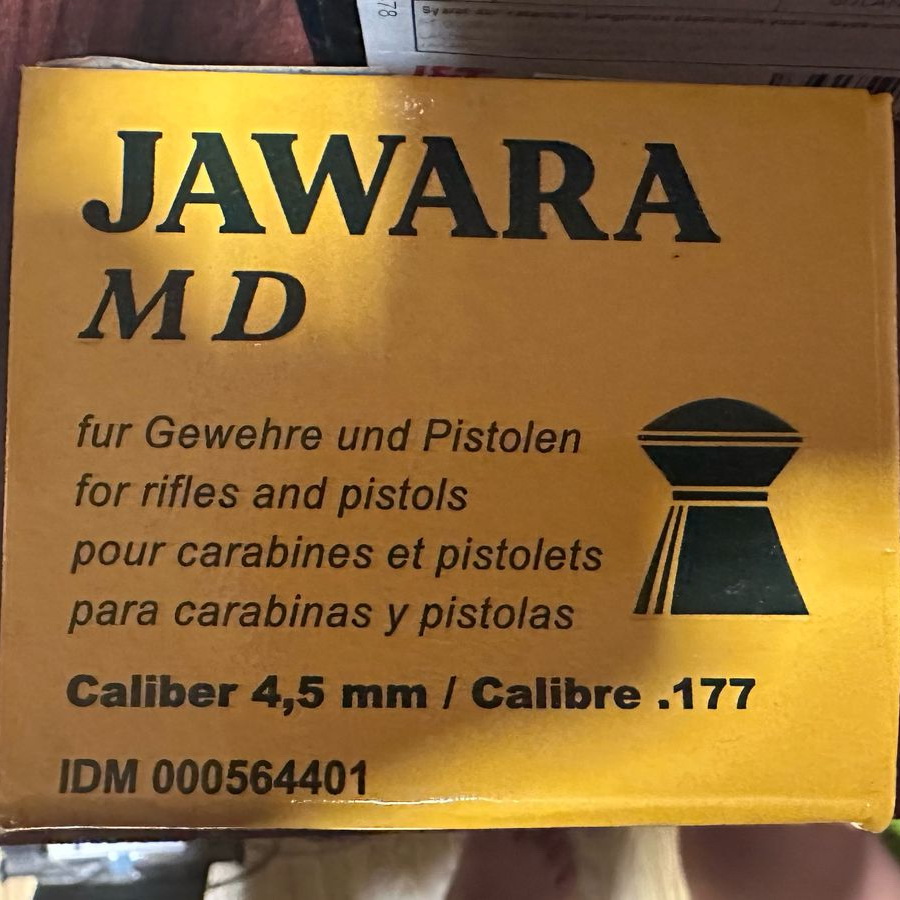 78
JAWARA
MD
fur Gewehre und Pistolen
for rifles and pistols
pour carabines et pistolets
para carabinas y pistolas
Caliber 4,5 mm / Calibre .177
IDM 000564401